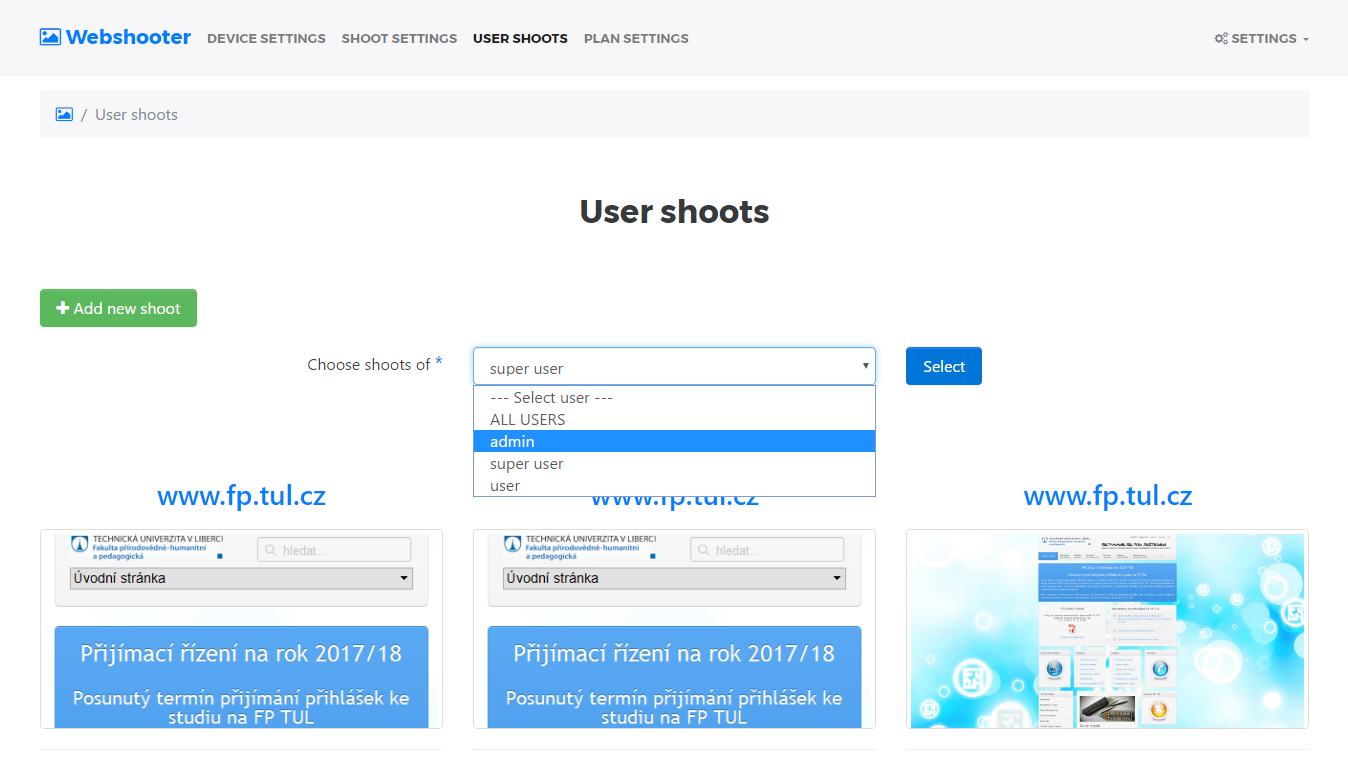 Webshooter DEVICE SETTINGS SHOOT SETTINGS USER SHOOTS PLAN SETTINGS SETTINGS
/ User shoots
User shoots
Add new shoot
Choose shoots of * super user Select
--- Select user ---
ALL USERS
admin
super user
user
www.fp.tul.cz www.fp.tul.cz www.fp.tul.cz
TECHNICKÁ UNIVERZITA V LIBERCI
Fakulta přírodovědně-humanitní
a pedagogická
hledat...
Úvodní stránka
Přijímací řízení na rok 2017/18
Posunutý termín přijímání přihlášek ke
studiu na FP TUL
TECHNICKÁ UNIVERZITA V LIBERCI
Fakulta přírodovědně-humanitní
a pedagogická
hledat...
Úvodní stránka
Přijímací řízení na rok 2017/18
Posunutý termín přijímání přihlášek ke
studiu na FP TUL